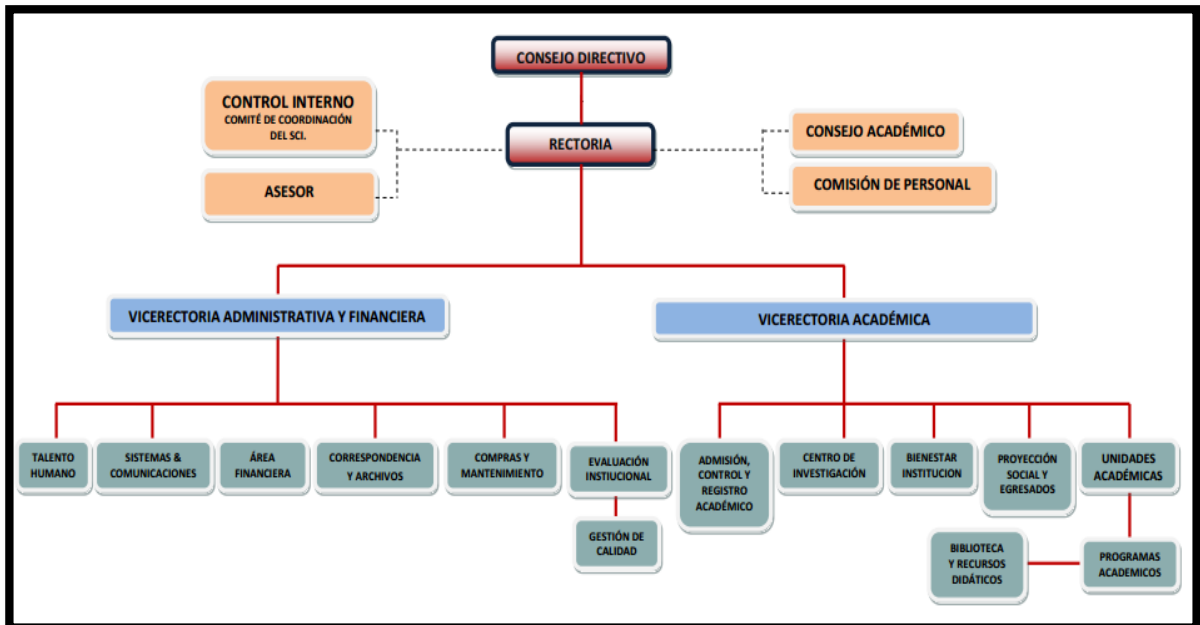 CONSEJO DIRECTIVO
CONTROL INTERNO
COMITÉ DE COORDINACIÓN
DEL SCI.
ASESOR
RECTORIA
CONSEJO ACADÉMICO
COMISIÓN DE PERSONAL
VICERECTORIA ADMINISTRATIVA Y FINANCIERA
VICERECTORIA ACADÉMICA
TALENTO
HUMANO
SISTEMAS &
COMUNICACIONES
ÁREA
FINANCIERA
CORRESPONDENCIA
Y ARCHIVOS
COMPRAS Y
MANTENIMIENTO
EVALUACIÓN
INSTIUCIONAL
GESTIÓN DE
CALIDAD
ADMISIÓN,
CONTROL Y
REGISTRO
ACADÉMICO
CENTRO DE
INVESTIGACIÓN
BIENESTAR
INSTITUCION
PROYECCIÓN
SOCIAL Y
EGRESADOS
UNIDADES
ACADÉMICAS
BIBLIOTECA
Y RECURSOS
DIDÁTICOS
PROGRAMAS
ACADEMICOS